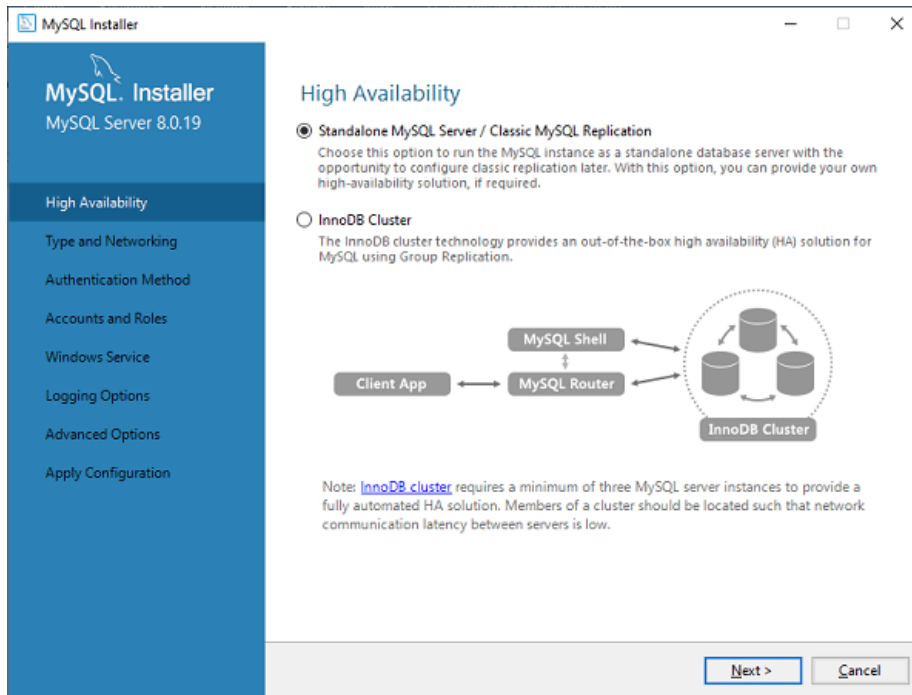 MySQL Installer
MySQL. Installer
MySQL Server 8.0.19
High Availability
Type and Networking
Authentication Method
Accounts and Roles
Windows Service
Logging Options
Advanced Options
Apply Configuration
High Availability
Standalone MySQL Server / Classic MySQL Replication
Choose this option to run the MySQL instance as a standalone database server with the
opportunity to configure classic replication later. With this option, you can provide your own
high-availability solution, if required.
InnoDB Cluster
The InnoDB cluster technology provides an out-of-the-box high availability (HA) solution for
MySQL using Group Replication.
MySQL Shell
Client App
MySQL Router
InnoDB Cluster
Note: InnoDB cluster requires a minimum of three MySQL server instances to provide a
fully automated HA solution. Members of a cluster should be located such that network
communication latency between servers is low.
Next >
Cancel